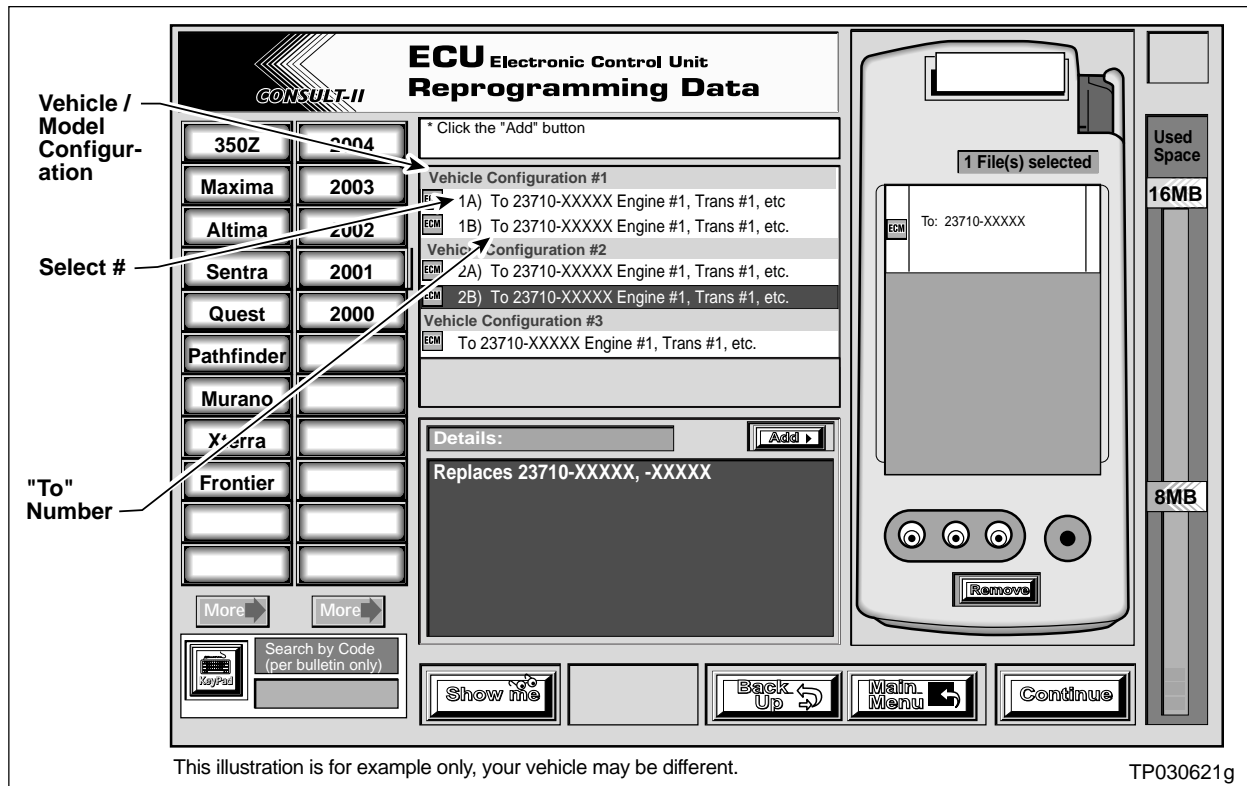 Vehicle /
Model
Configur-
ation
Select #
"To"
Number
CONSULT-II
ECU Electronic Control Unit
Reprogramming Data
350Z
Maxima
Altima
Sentra
Quest
Pathfinder
Murano
Xterra
Frontier
2004
2003
2002
2001
2000
More
More
KeyPad
Search by Code
(per bulletin only)
* Click the "Add" button
Vehicle Configuration #1
1A) To 23710-XXXXX Engine #1, Trans #1, etc
ECM 1B) To 23710-XXXXX Engine #1, Trans #1, etc.
Vehicle Configuration #2
ECM 2A) To 23710-XXXXX Engine #1, Trans #1, etc.
ECM 2B) To 23710-XXXXX Engine #1, Trans #1, etc.
Vehicle Configuration #3
ECM To 23710-XXXXX Engine #1, Trans #1, etc.
Details:
Add
Replaces 23710-XXXXX, -XXXXX
Show me
Back Up
Main Menu
Continue
1 File(s) selected
ECM To: 23710-XXXXX
Remove
Used
Space
16MB
8MB
This illustration is for example only, your vehicle may be different.
TP030621g